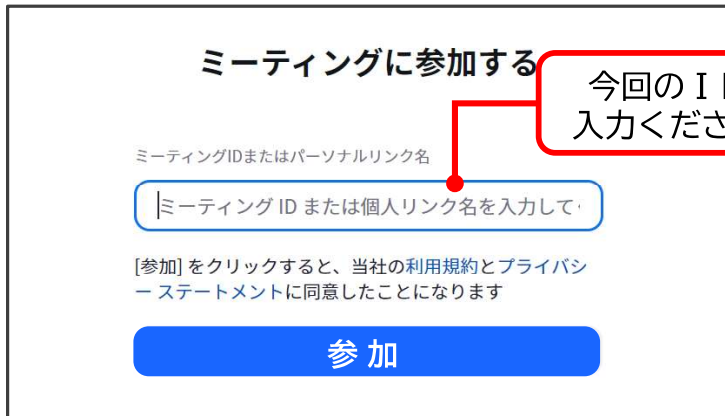 ミーティングに参加する
今回のＩ
入力くださ
ミーティングIDまたはパーソナルリンク名
ミーティング ID または個人リンク名を入力して
[参加] をクリックすると、当社の利用規約とプライバシ
ー ステートメントに同意したことになります
参加